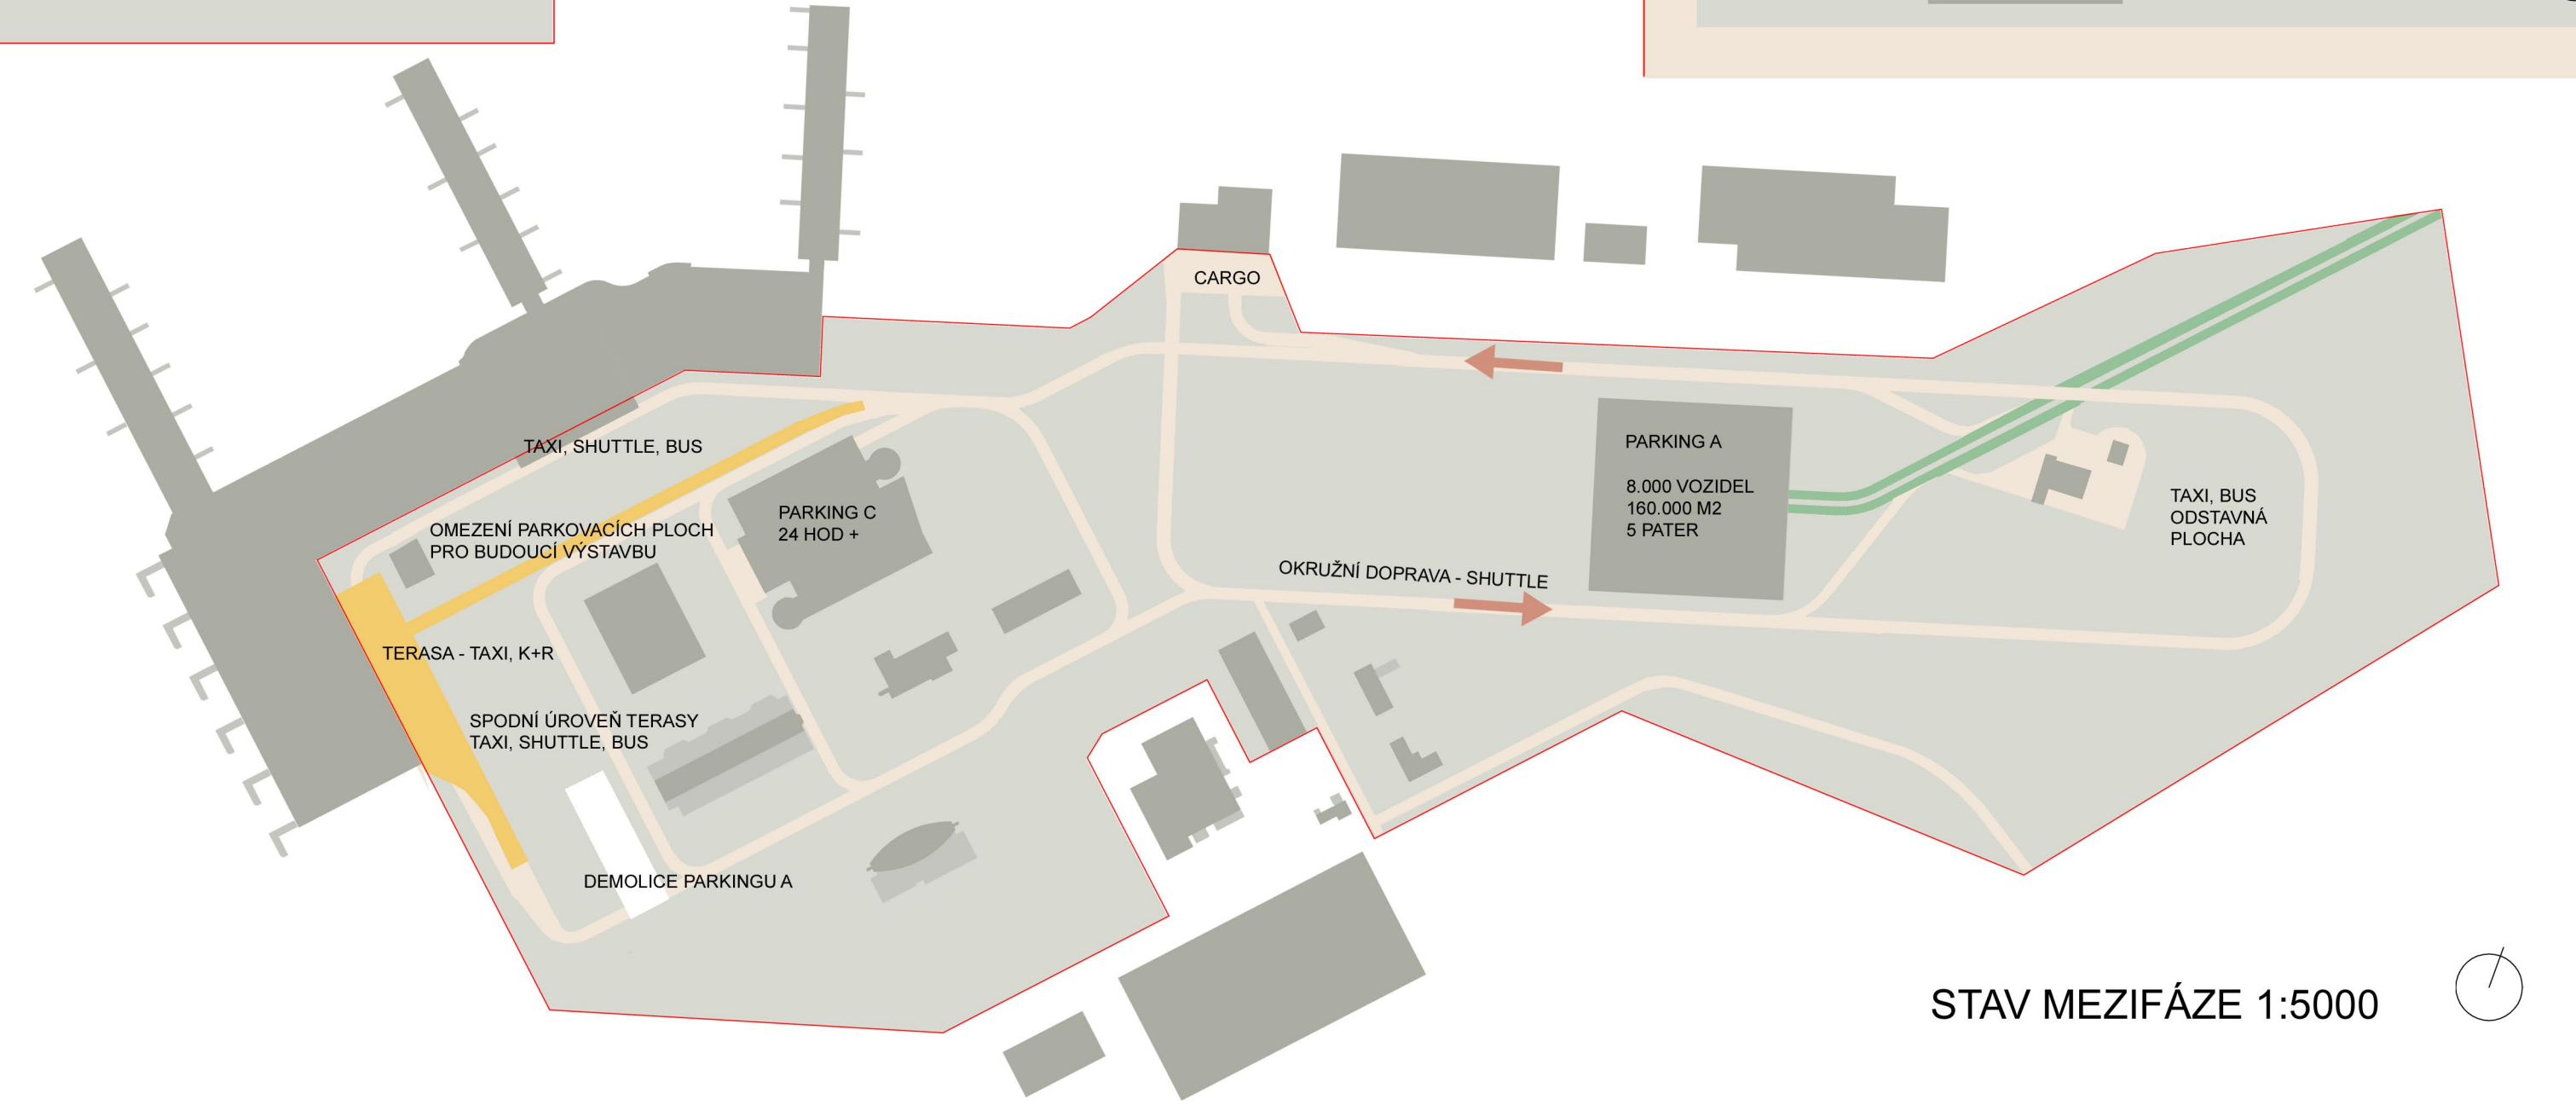 CARGO
TAXI, SHUTTLE, BUS
OMEZENÍ PARKOVACÍCH PLOCH
PRO BUDOUCÍ VÝSTAVBU
PARKING C
24 HOD +
PARKING A
8.000 VOZIDEL
160.000 M2
5 PATER
TAXI, BUS
ODSTAVNÁ
PLOCHA
OKRUŽNÍ DOPRAVA - SHUTTLE
TERASA - TAXI, K+R
SPODNÍ ÚROVEŇ TERASY
TAXI, SHUTTLE, BUS
DEMOLICE PARKINGU A
STAV MEZIFÁZE 1:5000